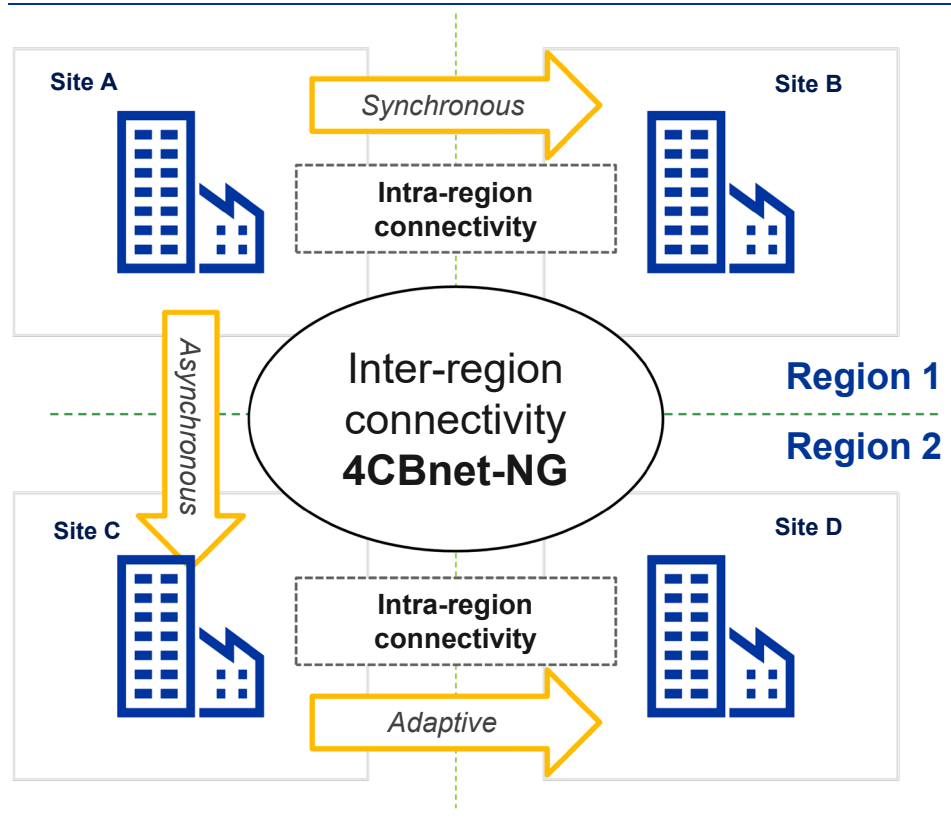 Site A
Synchronous
Site B
Intra-region
connectivity
Asynchronous
Inter-region
connectivity
4CBnet-NG
Region 1
Region 2
Site C
Site D
Intra-region
connectivity
Adaptive